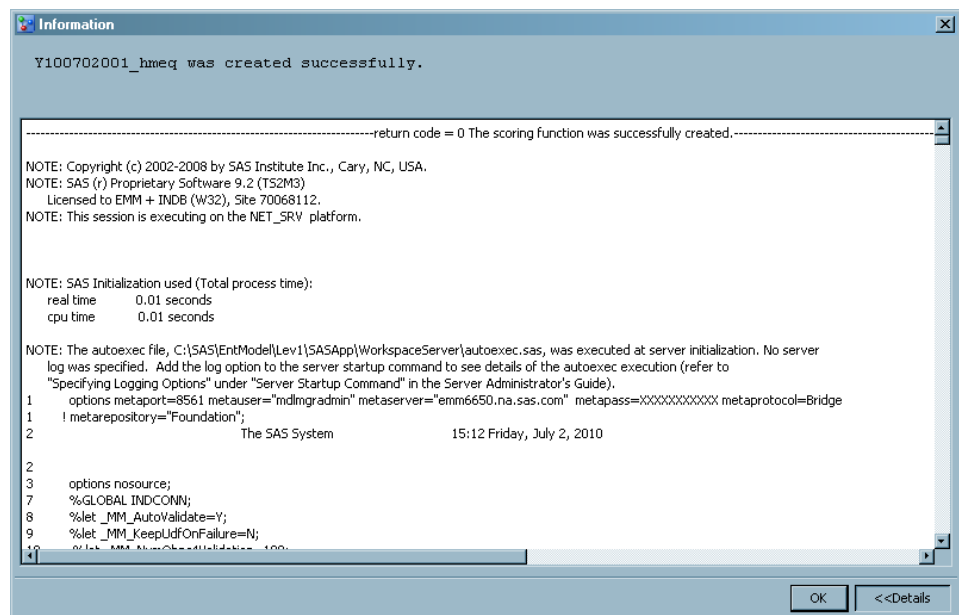 Information
Y100702001_hmeq was created successfully.
--------------------------------------------------------------------------return code = 0 The scoring function was successfully created.------------------------------------------
NOTE: Copyright (c) 2002-2008 by SAS Institute Inc., Cary, NC, USA.
NOTE: SAS (r) Proprietary Software 9.2 (TS2M3)
Licensed to EMM + INDB (W32), Site 70068112.
NOTE: This session is executing on the NET_SRV platform.
NOTE: SAS Initialization used (Total process time):
real time 0.01 seconds
cpu time 0.01 seconds
NOTE: The autoexec file, C:\SAS\EntModel\Lev1\SASApp\WorkspaceServer\autoexec.sas, was executed at server initialization. No server
log was specified. Add the log option to the server startup command to see details of the autoexec execution (refer to
"Specifying Logging Options" under "Server Startup Command" in the Server Administrator's Guide).
1 options metaport=8561 metauser="mdlmgradmin" metaserver="emm6650.na.sas.com" metapass=XXXXXXXXXXX metaprotocol=Bridge
1 ! metarepository="Foundation";
2 The SAS System 15:12 Friday, July 2, 2010
2
3 options nosource;
7 %GLOBAL INDCONN;
8 %let _MM_AutoValidate=Y;
9 %let _MM_KeepUdfOnFailure=N;
OK
<<Details